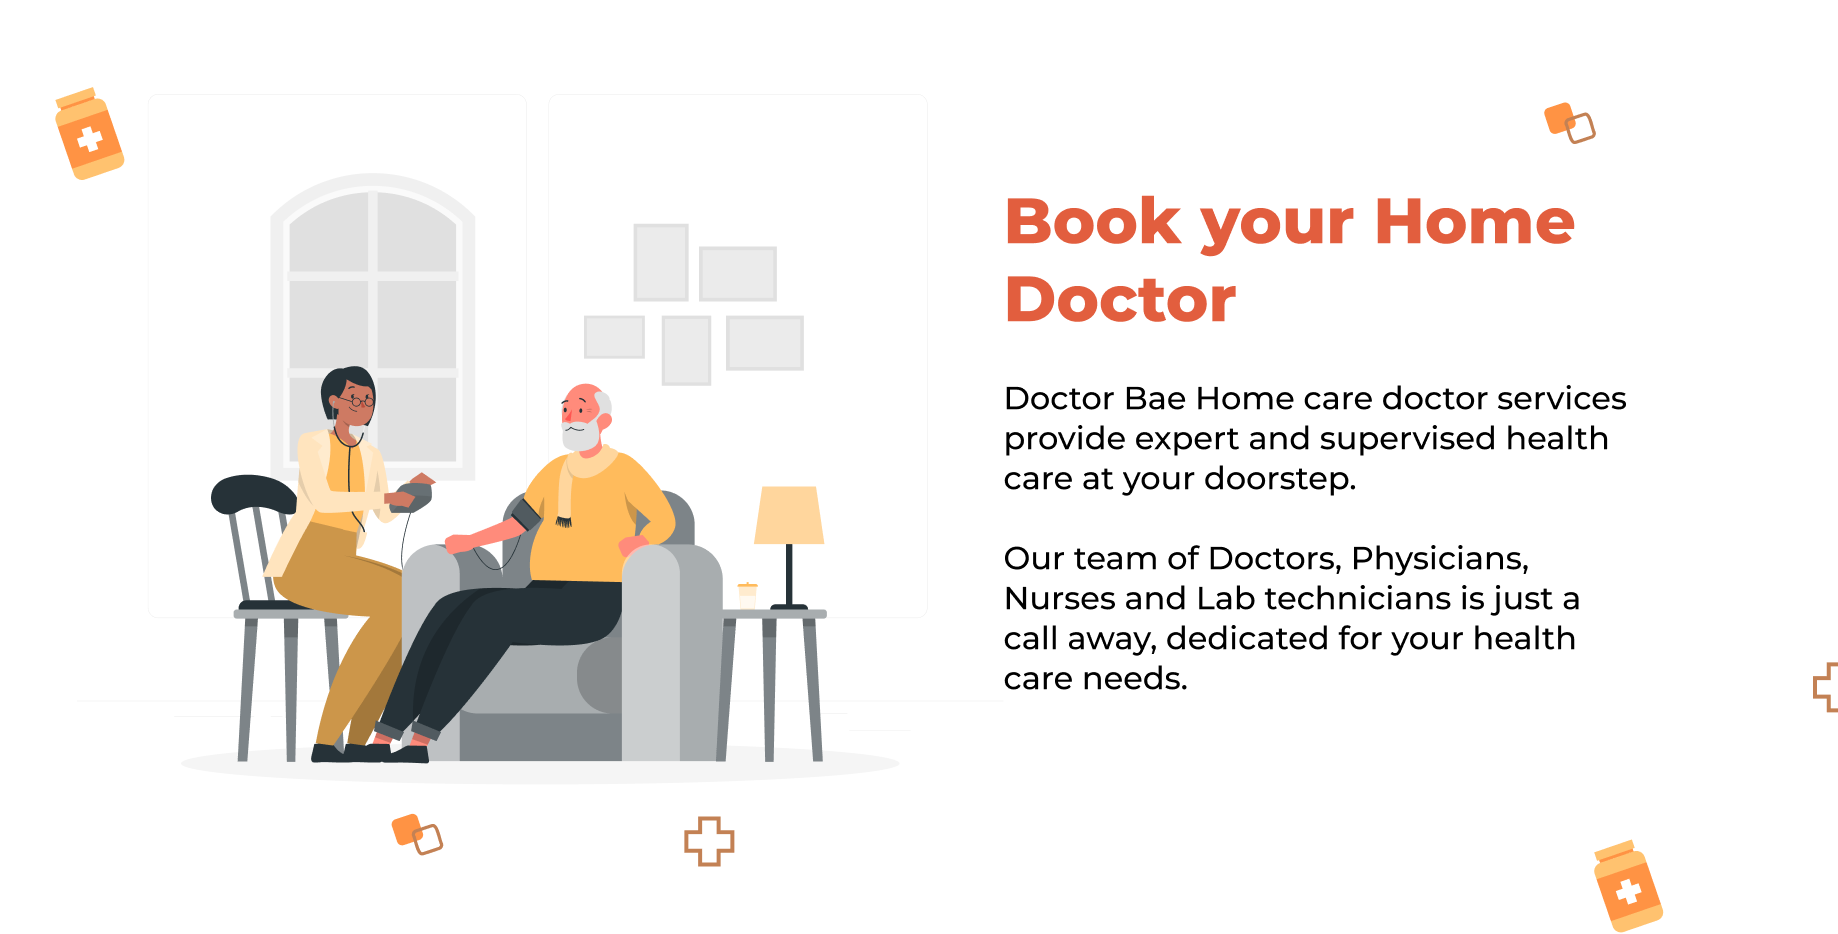 Book your Home
Doctor
Doctor Bae Home care doctor services
provide expert and supervised health
care at your doorstep.
Our team of Doctors, Physicians,
Nurses and Lab technicians is just a
call away, dedicated for your health
care needs.